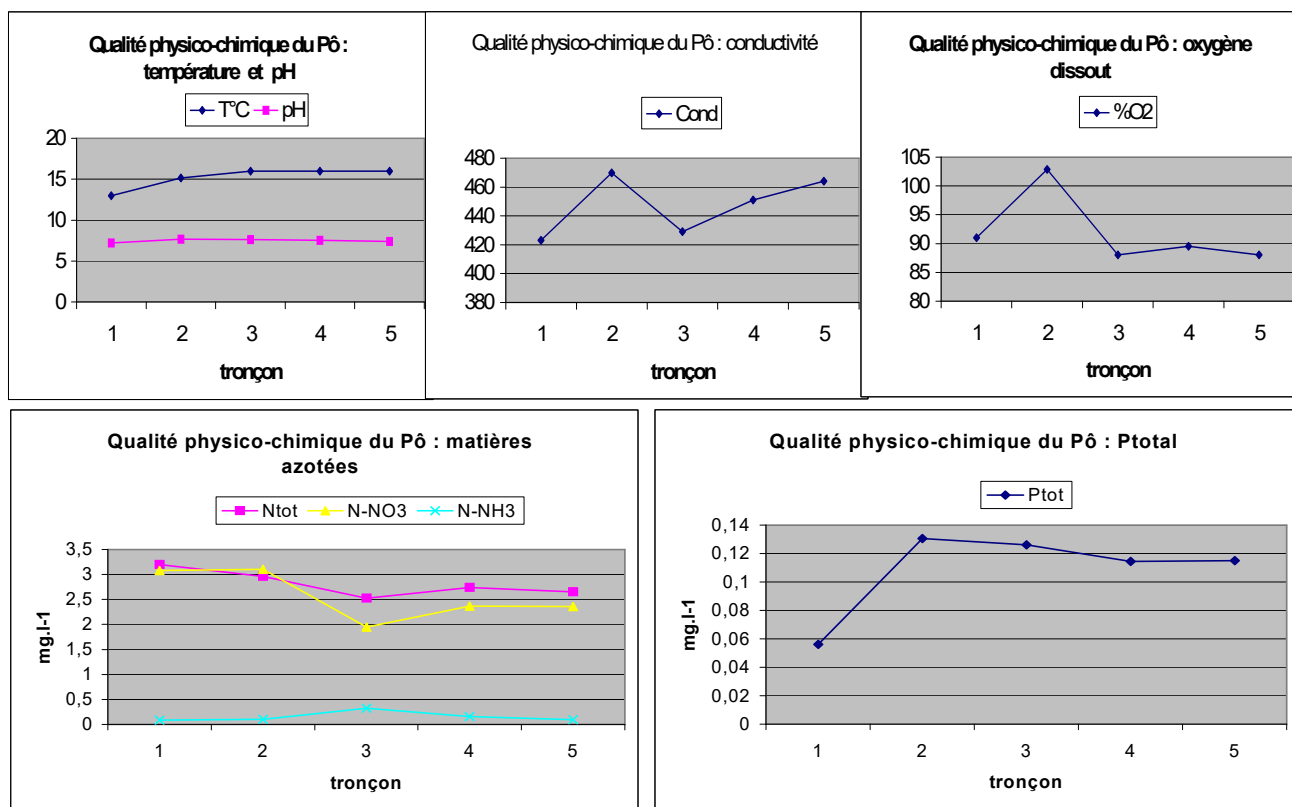 Qualité physico-chimique du Pô :
température et pH
T°C pH
20
15
10
5
0
1 2 3 4 5
tronçon
Qualité physico-chimique du Pô : conductivité
Cond
480
460
440
420
400
380
1 2 3 4 5
tronçon
Qualité physico-chimique du Pô : oxygène
dissout
%O2
105
100
95
90
85
80
1 2 3 4 5
tronçon
Qualité physico-chimique du Pô : matières
azotées
Ntot N-NO3 N-NH3
3,5
3
2,5
2
1,5
1
0,5
0
mg.l-1
1 2 3 4 5
tronçon
Qualité physico-chimique du Pô : Ptotal
Ptot
0,14
0,12
0,1
0,08
0,06
0,04
0,02
0
mg.l-1
1 2 3 4 5
tronçon